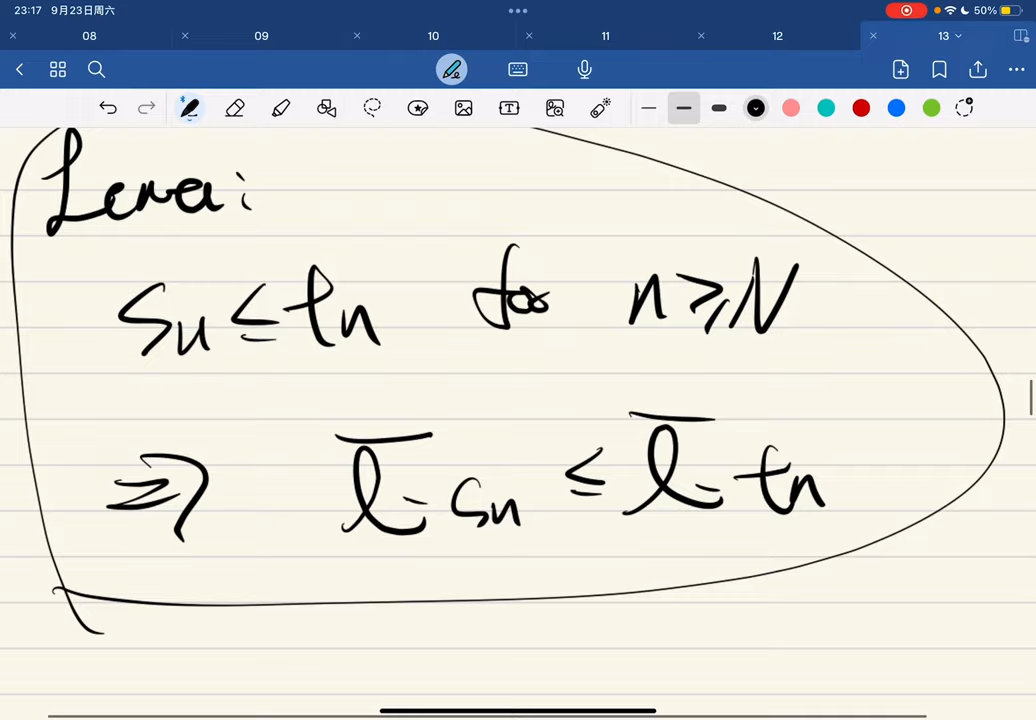 23:17 9月23日周六
50%
08 09 10 11 12 13
T
Lema:
Sn ≤ tn for n ≥ N
⇒ l̅ Sn ≤ l̅ tn